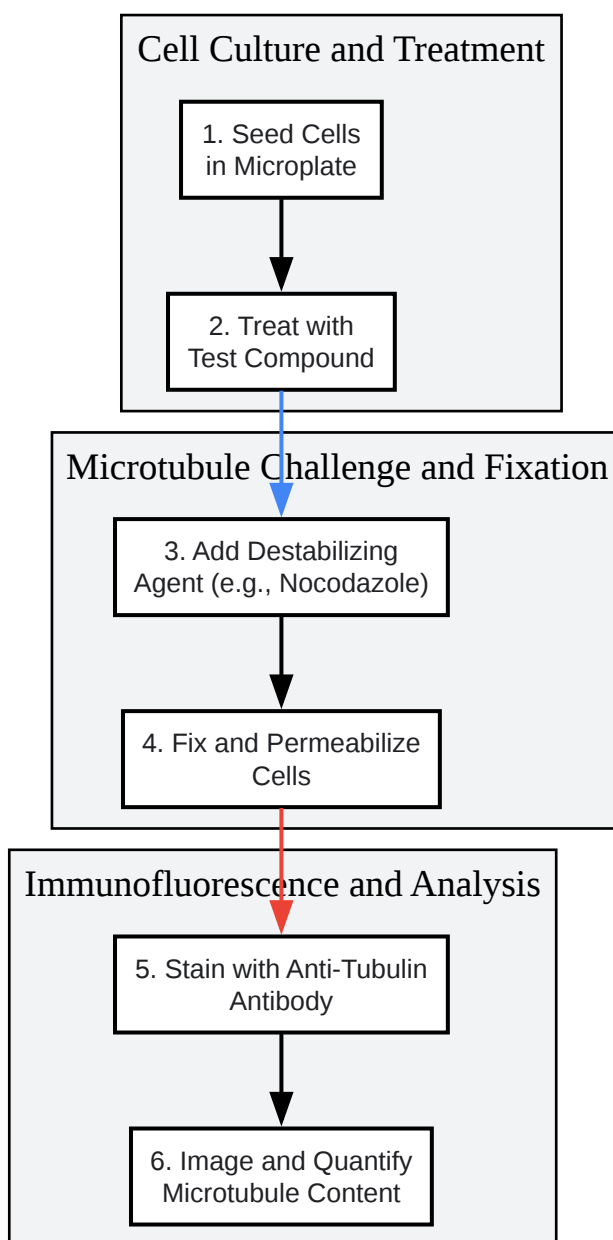 Cell Culture and Treatment
1. Seed Cells
in Microplate
2. Treat with
Test Compound
Microtubule Challenge and Fixation
3. Add Destabilizing
Agent (e.g., Nocodazole)
4. Fix and Permeabilize
Cells
Immunofluorescence and Analysis
5. Stain with Anti-Tubulin
Antibody
6. Image and Quantify
Microtubule Content